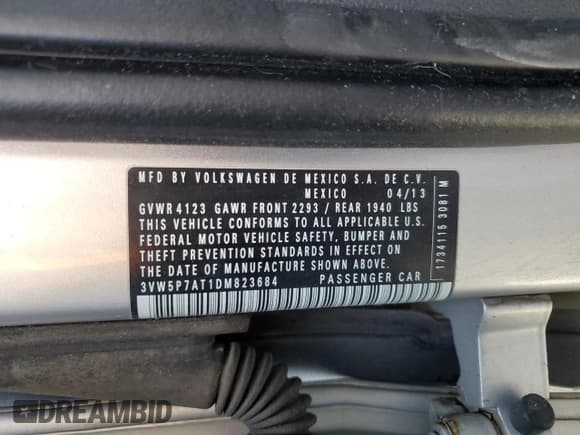 MFD BY VOLKSWAGEN DE MEXICO S.A. DE C.V.
MEXICO 04/13
GVWR 4123 GAWR FRONT 2293 / REAR 1940 LBS
THIS VEHICLE CONFORMS TO ALL APPLICABLE U.S.
FEDERAL MOTOR VEHICLE SAFETY, BUMPER AND
THEFT PREVENTION STANDARDS IN EFFECT ON THE
DATE OF MANUFACTURE SHOWN ABOVE.
3VW5P7AT1DM823684 PASSENGER CAR
1734115 3081 M
DREAMBID